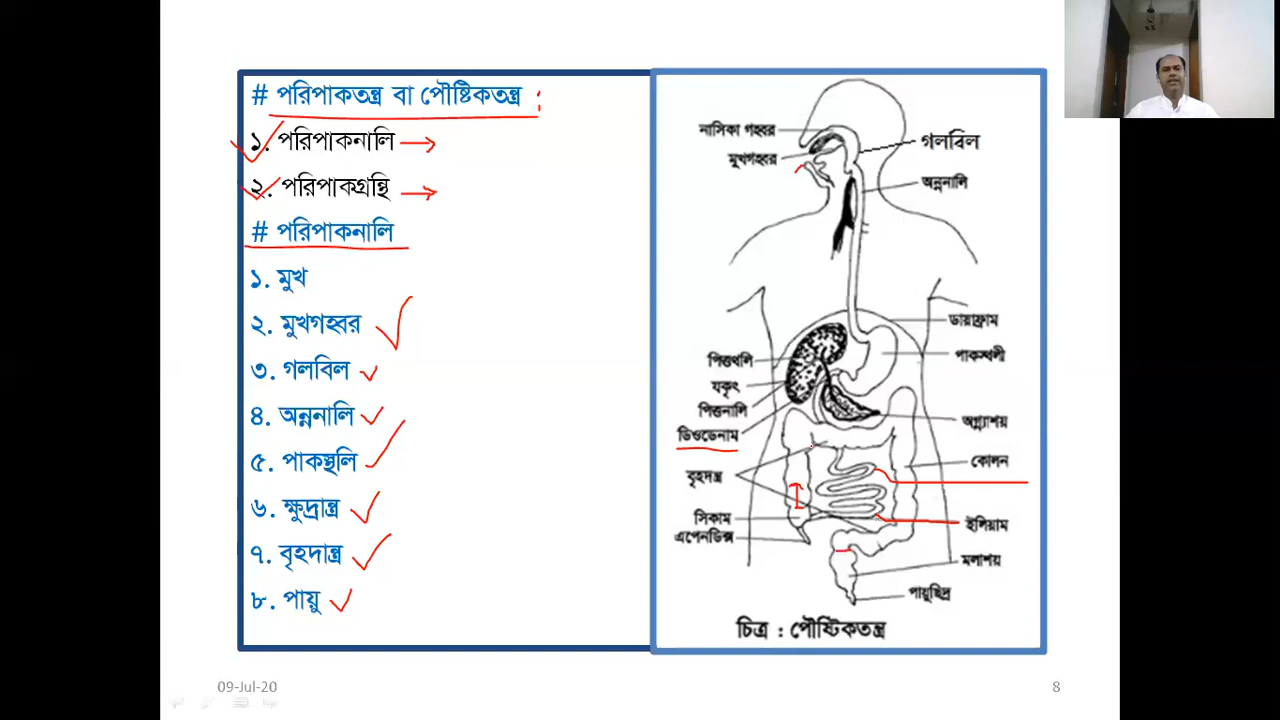 # পরিপাকতন্ত্র বা পৌষ্টিকতন্ত্র :
১. পরিপাকনালি
২. পরিপাকগ্রন্থি
# পরিপাকনালি
১. মুখ
২. মুখগহ্বর
৩. গলবিল
৪. অন্ননালি
৫. পাকস্থলি
৬. ক্ষুদ্রান্ত্র
৭. বৃহদান্ত্র
৮. পায়ু
নাসিকা গহ্বর
মুখগহ্বর
গলবিল
অন্ননালি
ডায়াফ্রাম
পাকস্থলী
পিত্তথলি
যকৃৎ
পিত্তনালি
ডিওডেনাম
অগ্ন্যাশয়
কোলন
বৃহদন্ত্র
সিকাম
এপেনডিক্স
ইলিয়াম
মলাশয়
পায়ুছিদ্র
চিত্র : পৌষ্টিকতন্ত্র
09-Jul-20
8